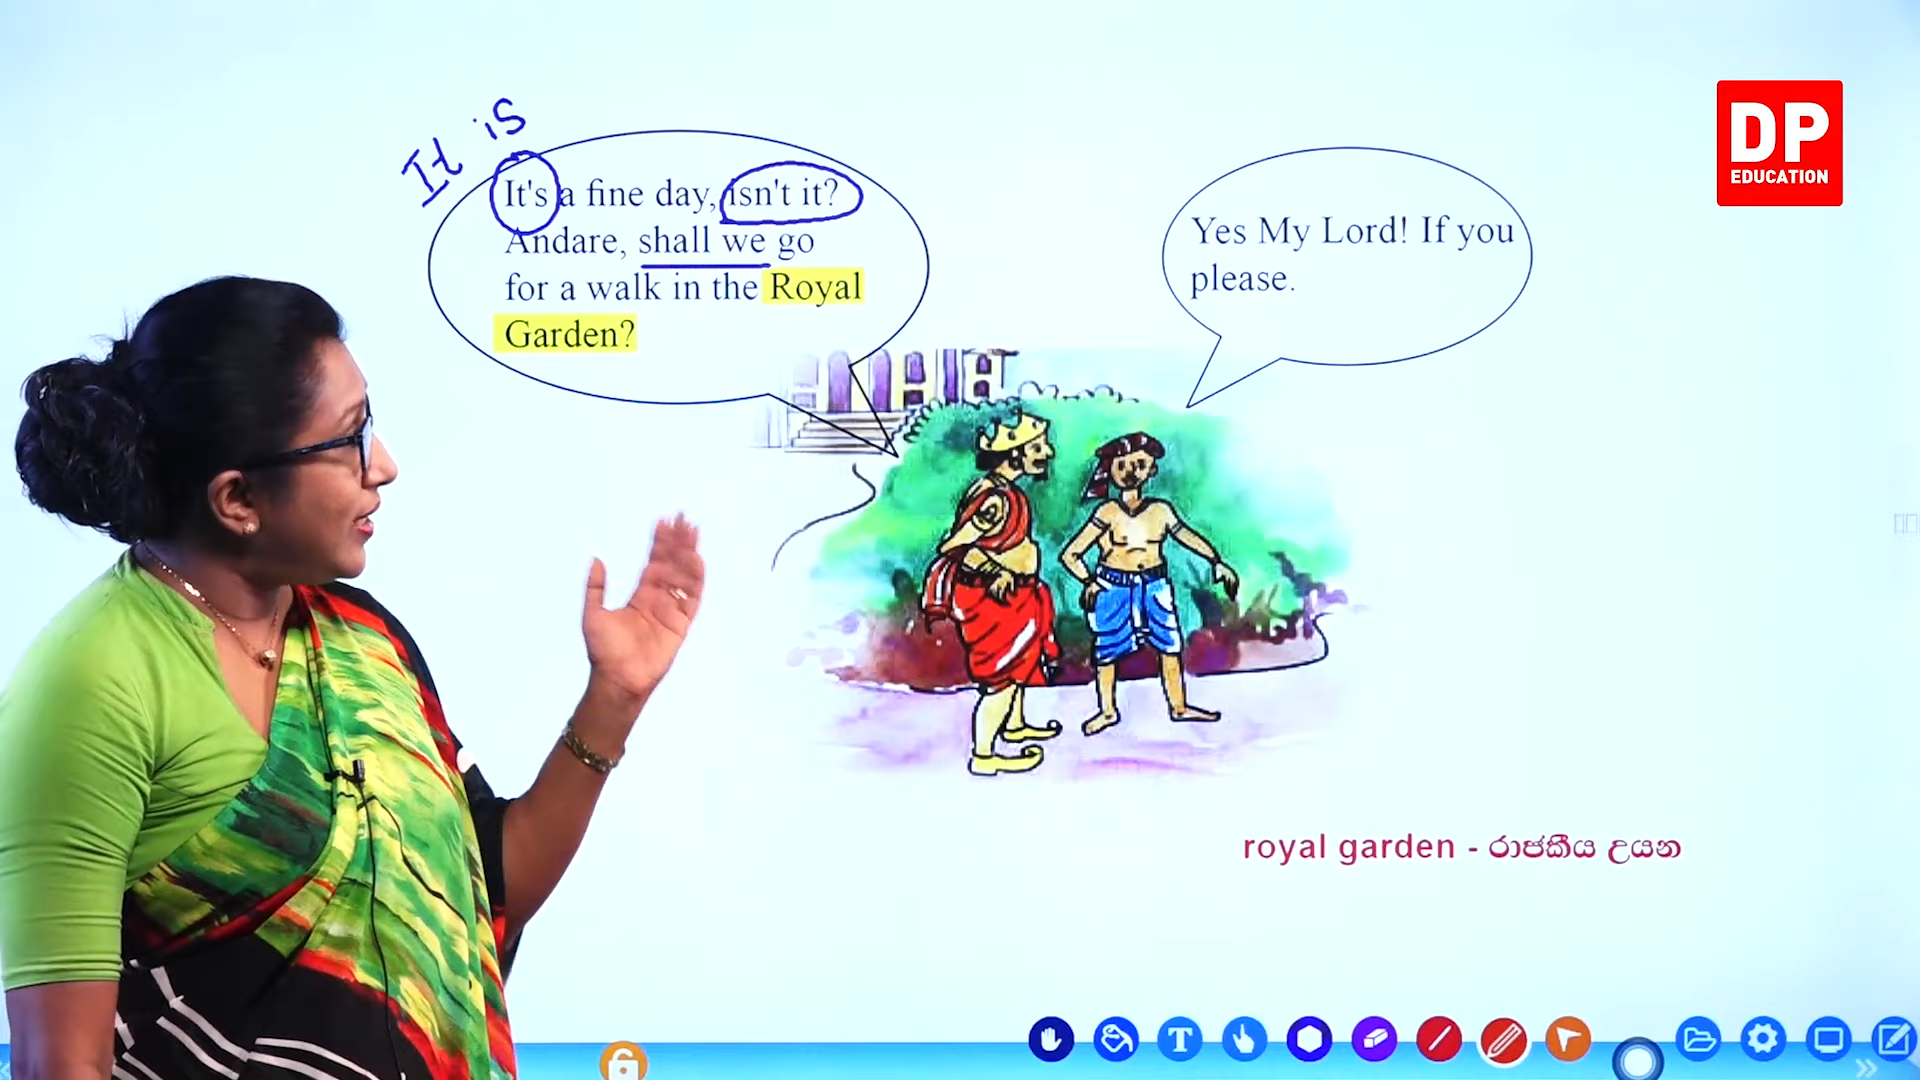 It is
It's a fine day, isn't it?
Andare, shall we go
for a walk in the Royal
Garden?
Yes My Lord! If you
please.
DP
EDUCATION
royal garden - රාජකීය උයන
T